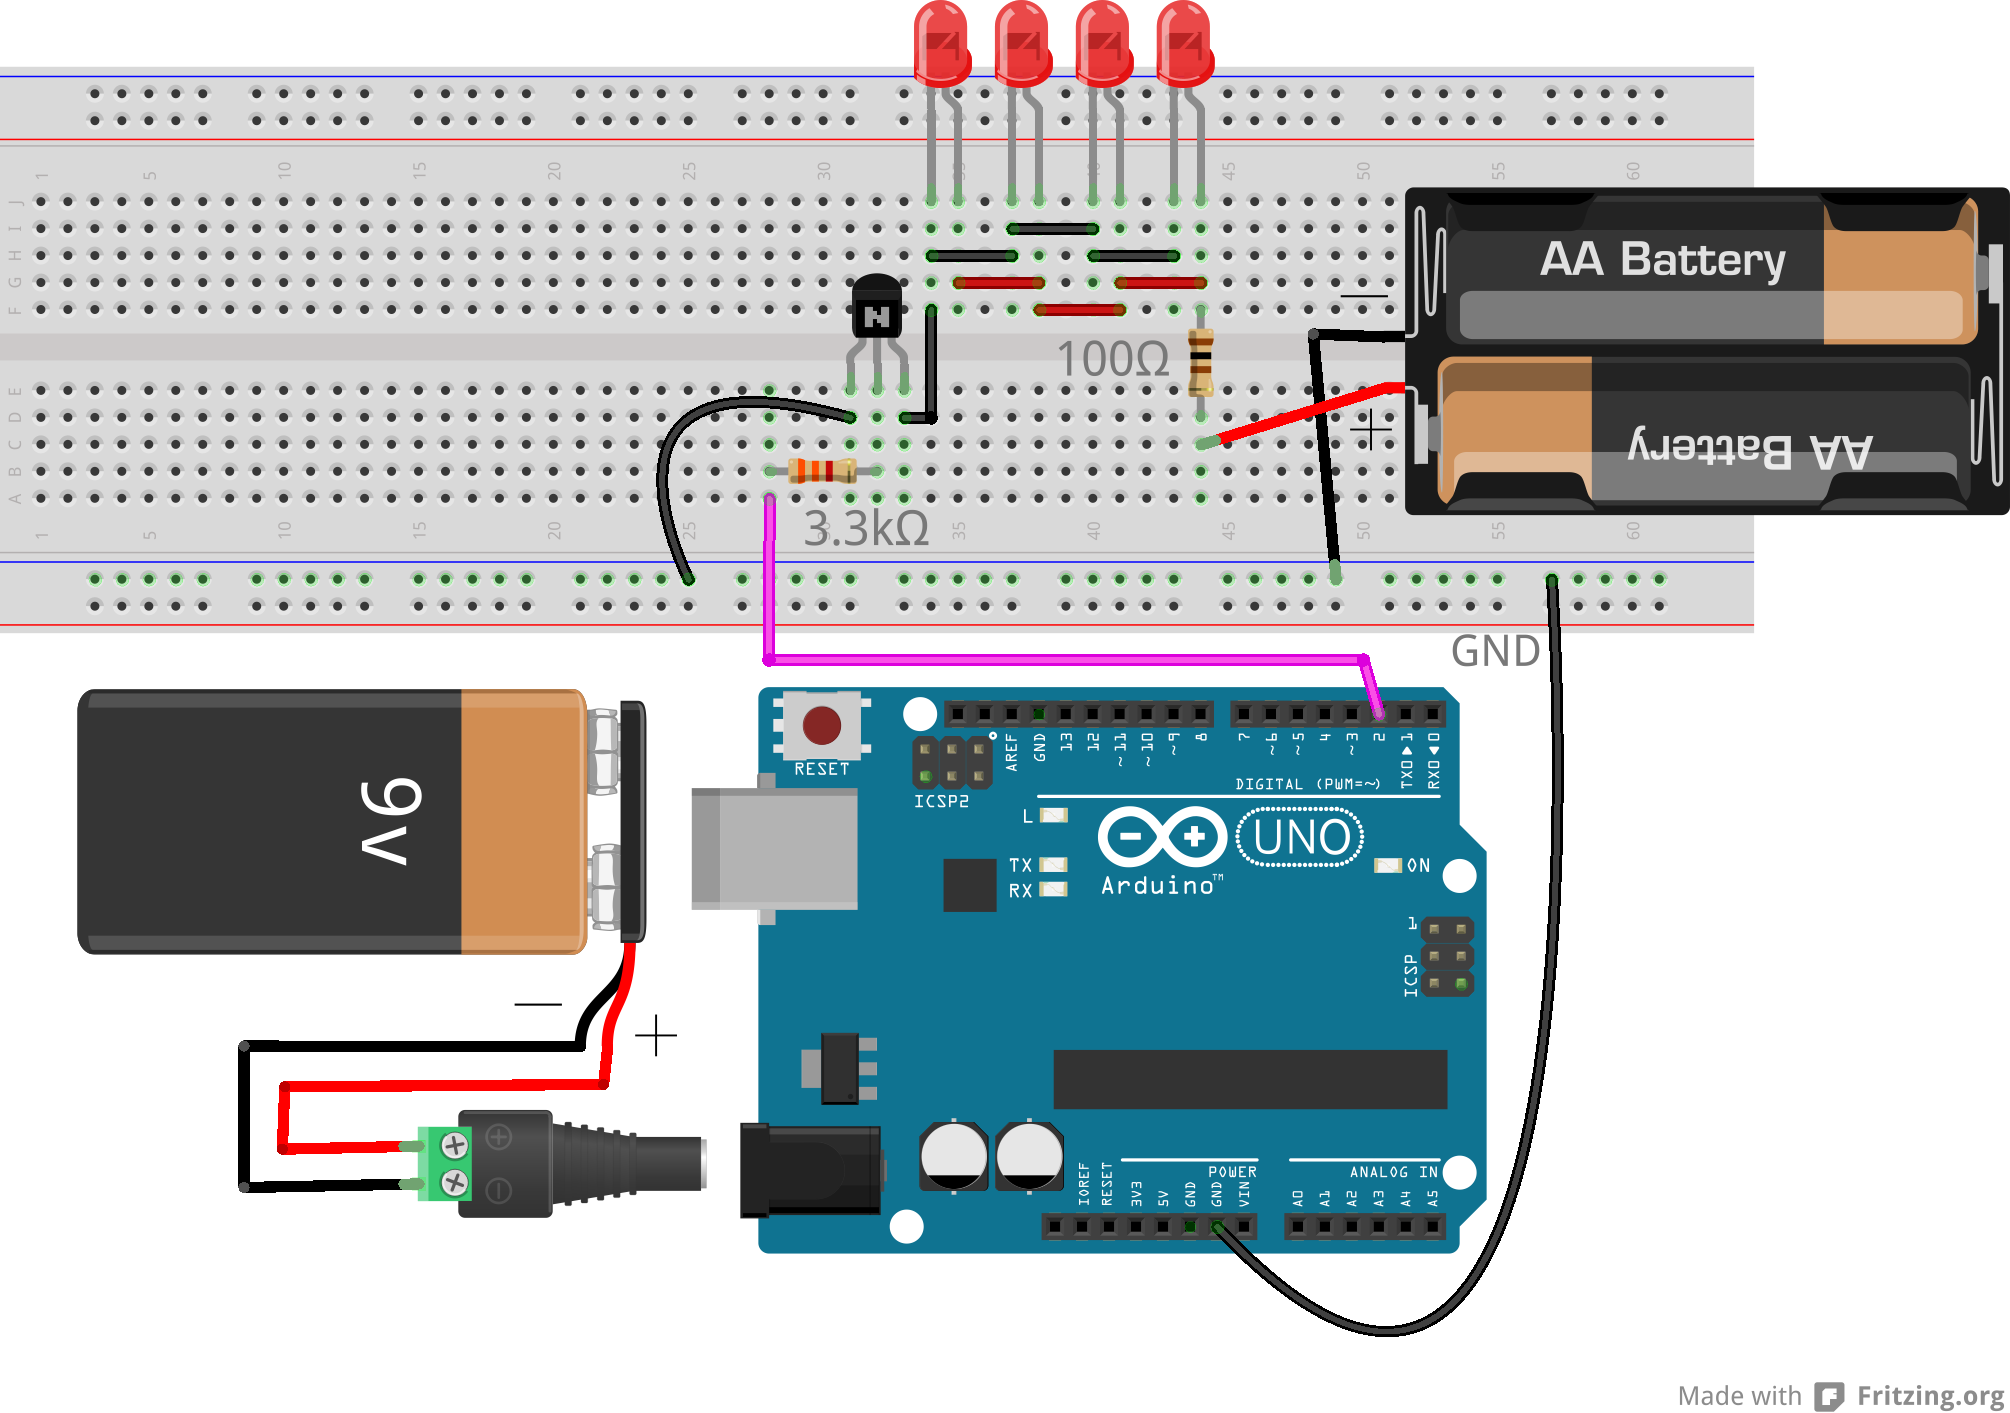 1 5 10 15 20 25 30 35 40 45 50 55 60
J
I
H
G
F
AA Battery
N
100Ω
E
D
C
B
A
AA Battery
3.3kΩ
1 5 10 15 20 25 35 40 45 50 55 60
GND
RESET
AREF GND 13 12 ~11 ~10 ~9 8 7 ~6 ~5 4 ~3 2 TX0▶1 RX0◀0
ICSP2
DIGITAL (PWM=~)
L
TX
RX
UNO
Arduino™
ON
1
ICSP
9v
POWER
ANALOG IN
IOREF RESET 3V3 5V GND GND VIN A0 A1 A2 A3 A4 A5
Made with Fritzing.org